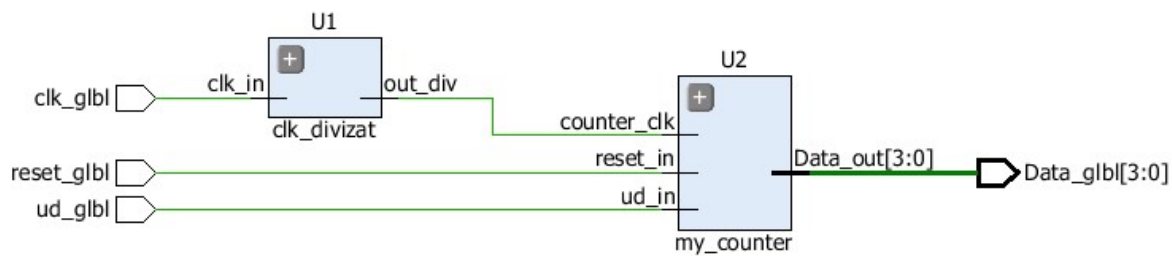 U1
clk_glbl
clk_in
out_div
clk_divizat
U2
counter_clk
reset_glbl
reset_in
Data_out[3:0]
Data_glbl[3:0]
ud_glbl
ud_in
my_counter